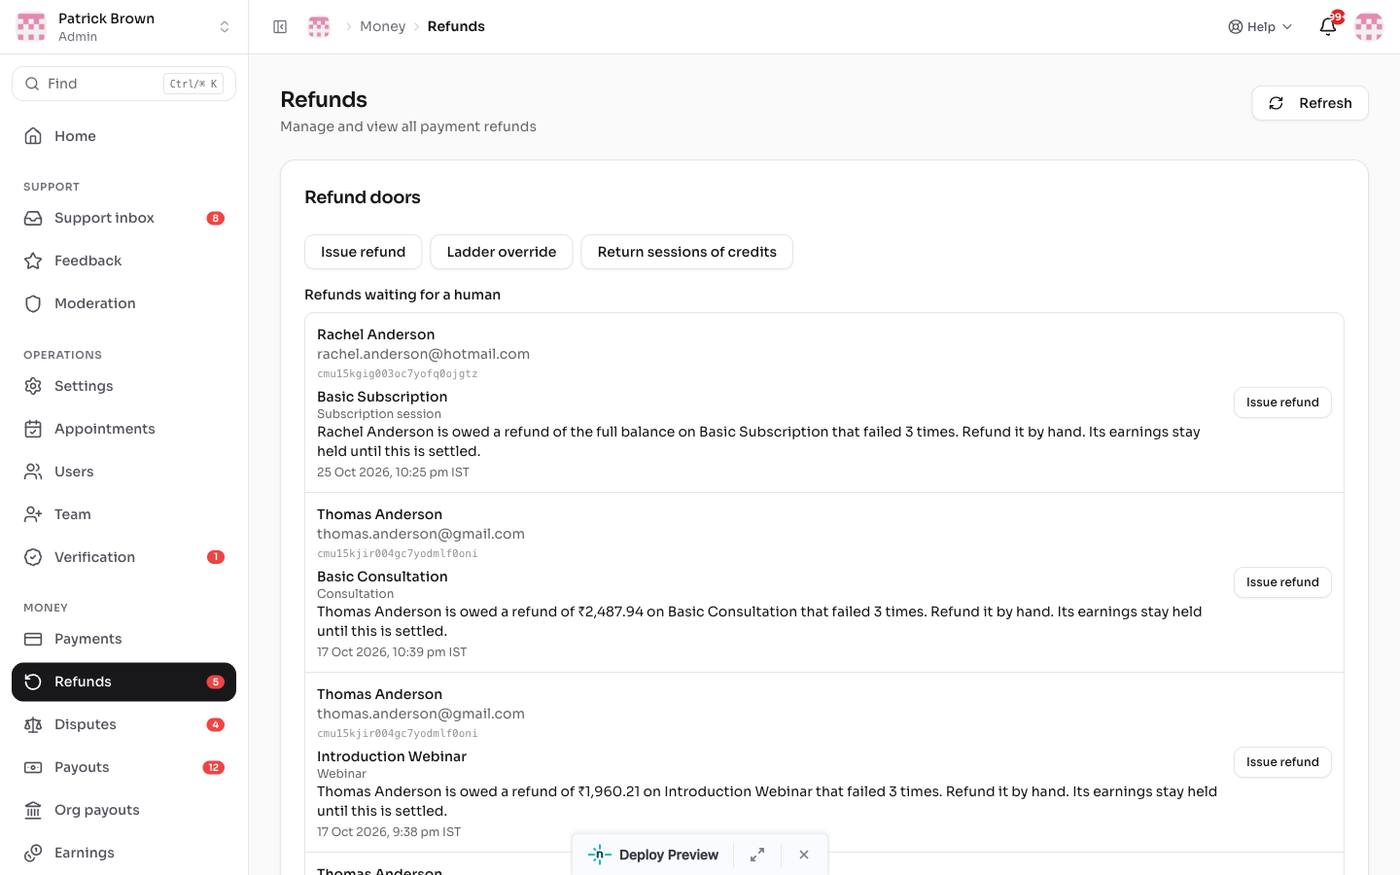 Patrick Brown
Admin
Money
Refunds
Help
99+
Find
Ctrl/⌘ K
Home
SUPPORT
Support inbox
8
Feedback
Moderation
OPERATIONS
Settings
Appointments
Users
Team
Verification
1
MONEY
Payments
Refunds
5
Disputes
4
Payouts
12
Org payouts
Earnings
Refunds
Manage and view all payment refunds
Refresh
Refund doors
Issue refund
Ladder override
Return sessions of credits
Refunds waiting for a human
Rachel Anderson
rachel.anderson@hotmail.com
cmu15kgig003oc7yofq0ojgtz
Basic Subscription
Subscription session
Rachel Anderson is owed a refund of the full balance on Basic Subscription that failed 3 times. Refund it by hand. Its earnings stay
held until this is settled.
25 Oct 2026, 10:25 pm IST
Issue refund
Thomas Anderson
thomas.anderson@gmail.com
cmu15kjir004gc7yodmlf0oni
Basic Consultation
Consultation
Thomas Anderson is owed a refund of ₹2,487.94 on Basic Consultation that failed 3 times. Refund it by hand. Its earnings stay held
until this is settled.
17 Oct 2026, 10:39 pm IST
Issue refund
Thomas Anderson
thomas.anderson@gmail.com
cmu15kjir004gc7yodmlf0oni
Introduction Webinar
Webinar
Thomas Anderson is owed a refund of ₹1,960.21 on Introduction Webinar that failed 3 times. Refund it by hand. Its earnings stay held
until this is settled.
17 Oct 2026, 9:38 pm IST
Issue refund
Thomas Anderson
Deploy Preview